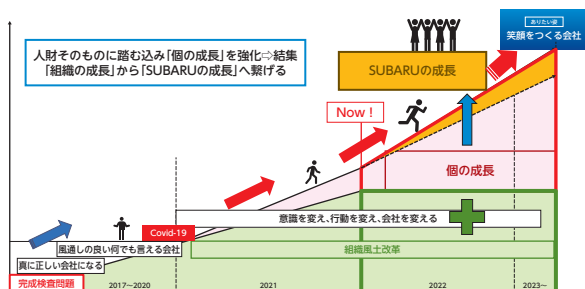 ありたい姿
笑顔をつくる会社
人財そのものに踏む込み「個の成長」を強化⇨結集
「組織の成長」から「SUBARUの成長」へ繋げる
SUBARUの成長
Now！
個の成長
意識を変え、行動を変え、会社を変える
Covid-19
風通しの良い何でも言える会社
組織風土改革
真に正しい会社になる
完成検査問題
2017～2020
2021
2022
2023～